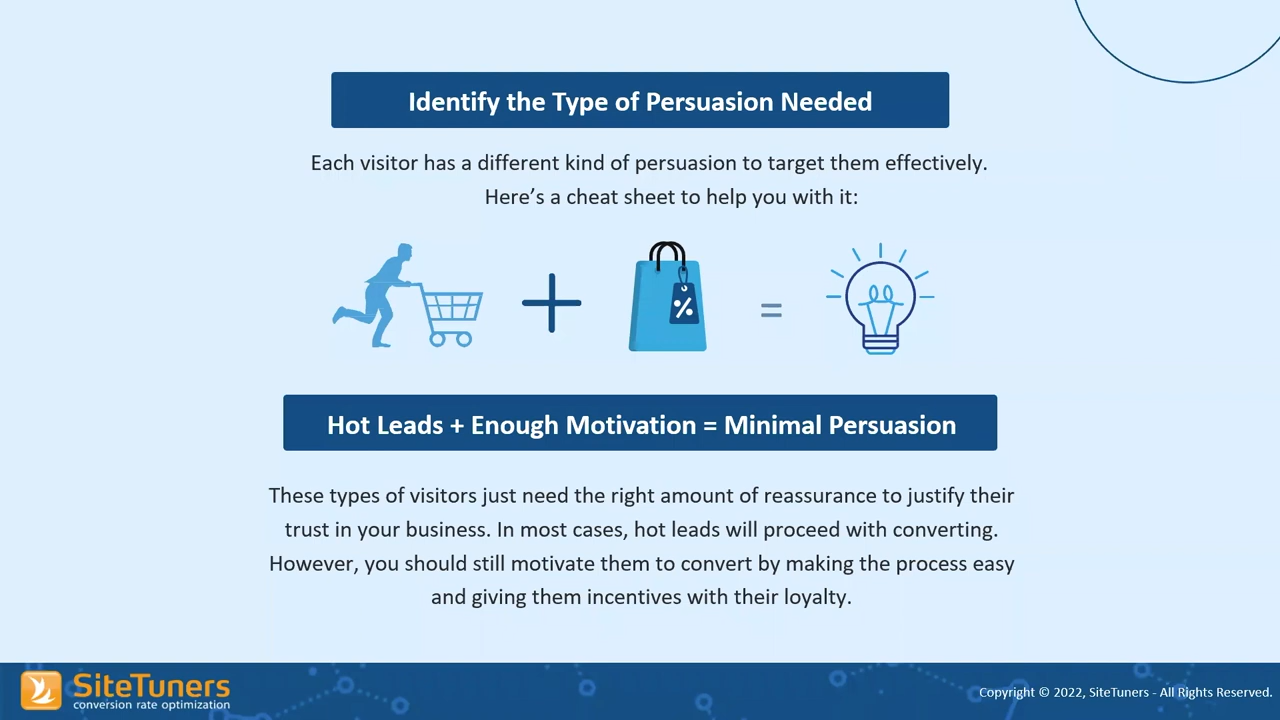 Identify the Type of Persuasion Needed
Each visitor has a different kind of persuasion to target them effectively.
Here’s a cheat sheet to help you with it:
%
=
Hot Leads + Enough Motivation = Minimal Persuasion
These types of visitors just need the right amount of reassurance to justify their
trust in your business. In most cases, hot leads will proceed with converting.
However, you should still motivate them to convert by making the process easy
and giving them incentives with their loyalty.
SiteTuners
conversion rate optimization
Copyright © 2022, SiteTuners - All Rights Reserved.